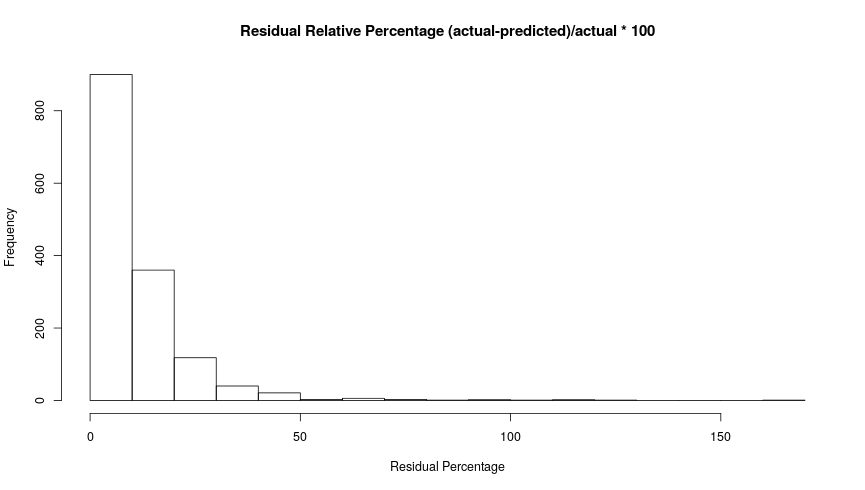 Residual Relative Percentage (actual-predicted)/actual * 100
Frequency
800
600
400
200
0
0 50 100 150
Residual Percentage